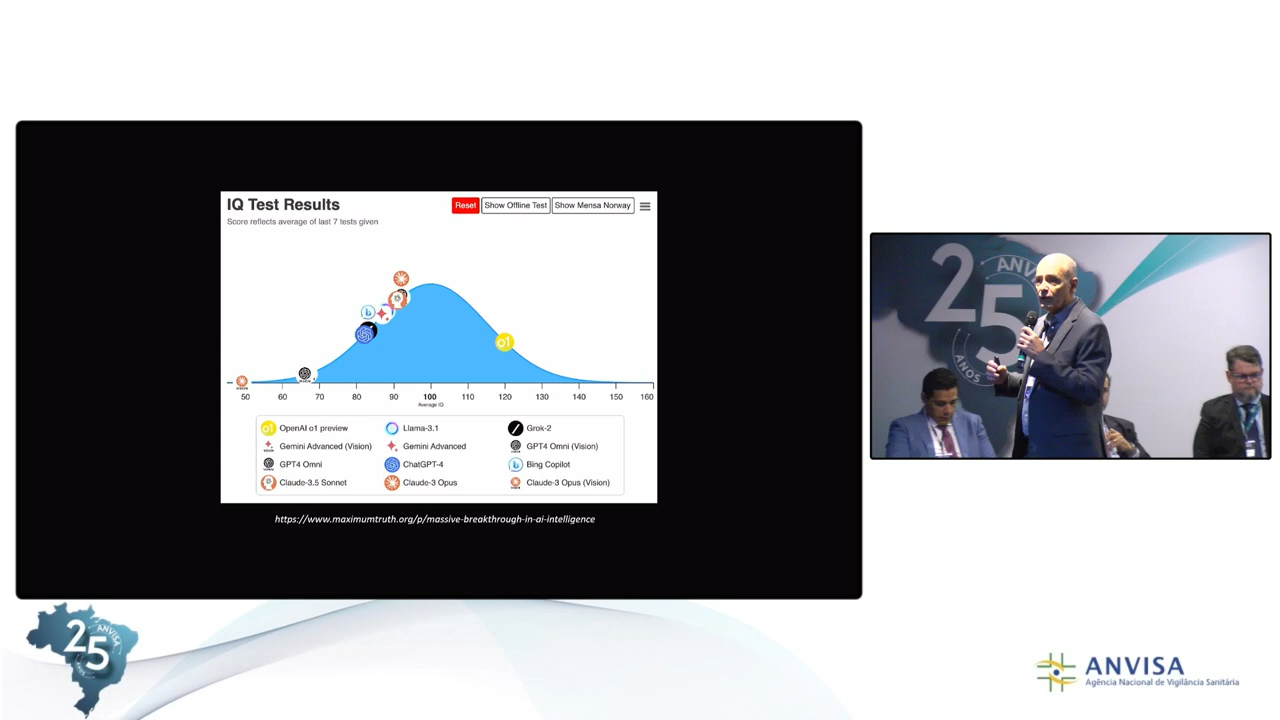 IQ Test Results
Reset
Show Offline Test
Show Mensa Norway
Score reflects average of last 7 tests given
50 60 70 80 90 100 110 120 130 140 150 160
Average IQ
OpenAI o1 preview
Llama-3.1
Grok-2
Gemini Advanced (Vision)
Gemini Advanced
GPT4 Omni (Vision)
GPT4 Omni
ChatGPT-4
Bing Copilot
Claude-3.5 Sonnet
Claude-3 Opus
Claude-3 Opus (Vision)
https://www.maximumtruth.org/p/massive-breakthrough-in-ai-intelligence
o1
25
ANOS
25
ANVISA
ANVISA
Agência Nacional de Vigilância Sanitária